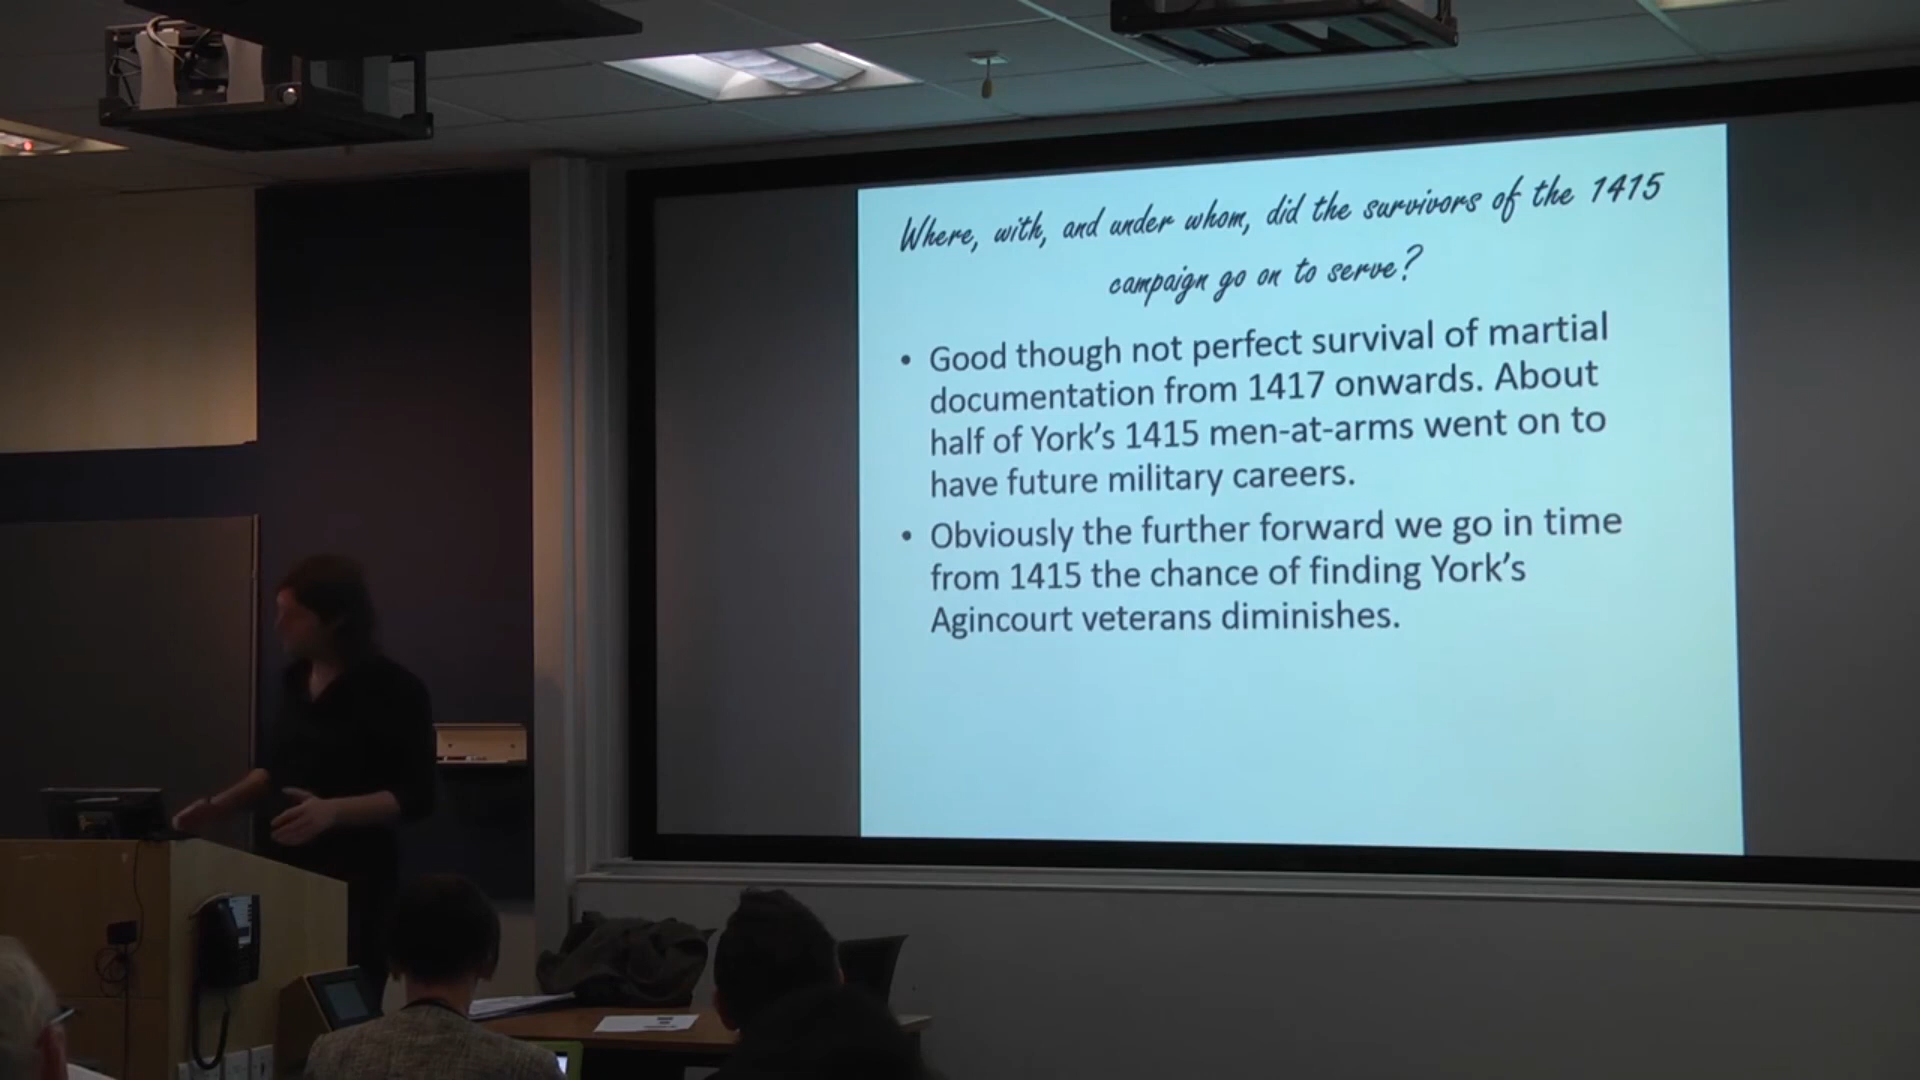 Where, with, and under whom, did the survivors of the 1415
campaign go on to serve?
• Good though not perfect survival of martial
documentation from 1417 onwards. About
half of York's 1415 men-at-arms went on to
have future military careers.
• Obviously the further forward we go in time
from 1415 the chance of finding York's
Agincourt veterans diminishes.